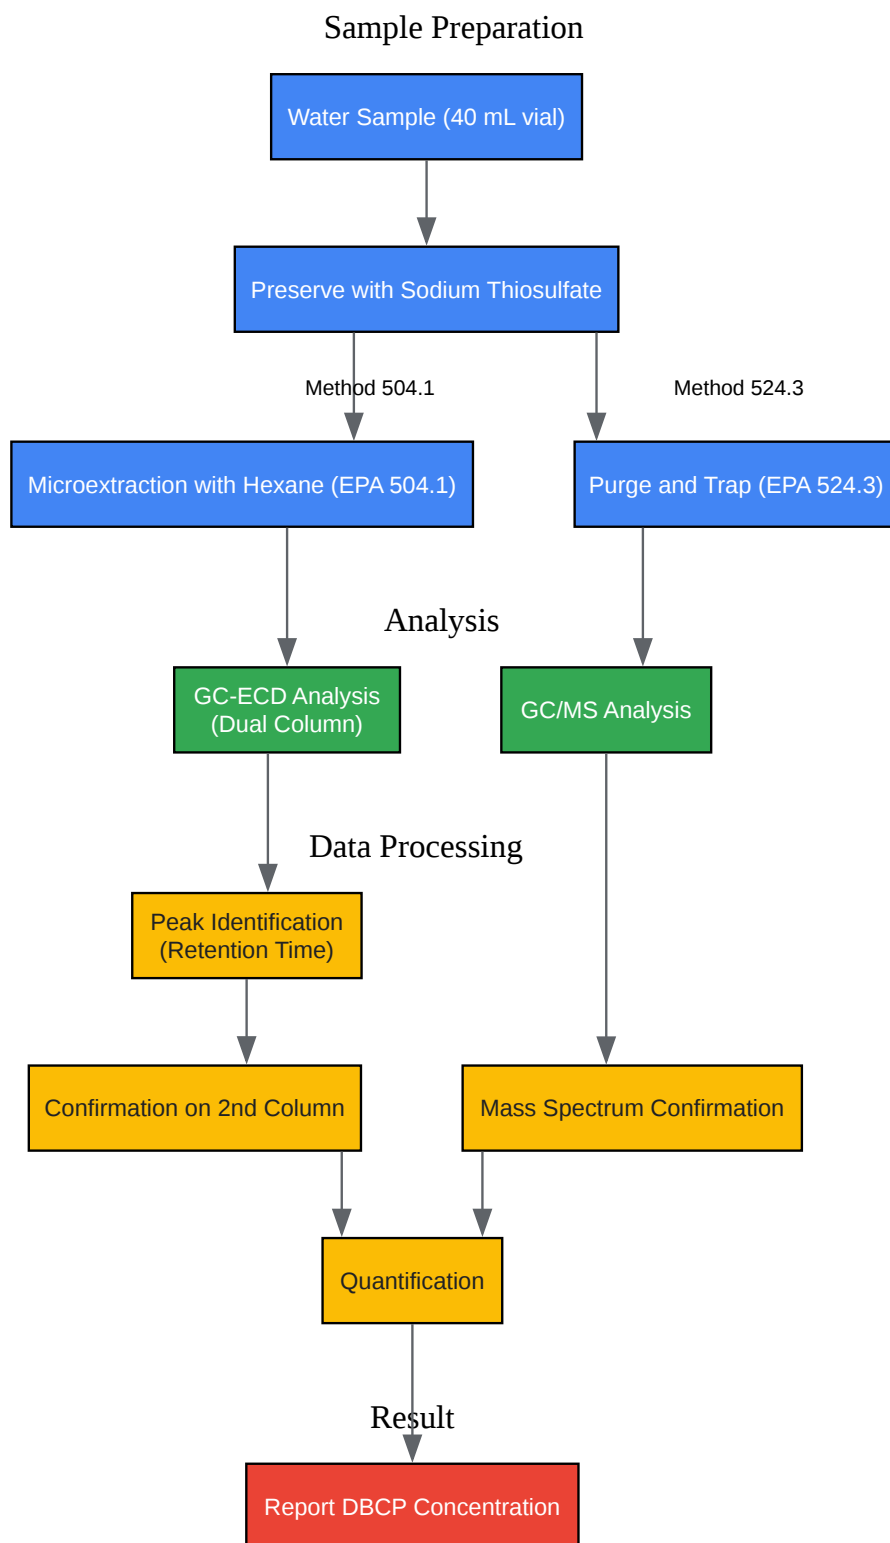 Sample Preparation
Water Sample (40 mL vial)
Preserve with Sodium Thiosulfate
Method 504.1
Method 524.3
Microextraction with Hexane (EPA 504.1)
Purge and Trap (EPA 524.3)
Analysis
GC-ECD Analysis
(Dual Column)
GC/MS Analysis
Data Processing
Peak Identification
(Retention Time)
Confirmation on 2nd Column
Mass Spectrum Confirmation
Quantification
Result
Report DBCP Concentration